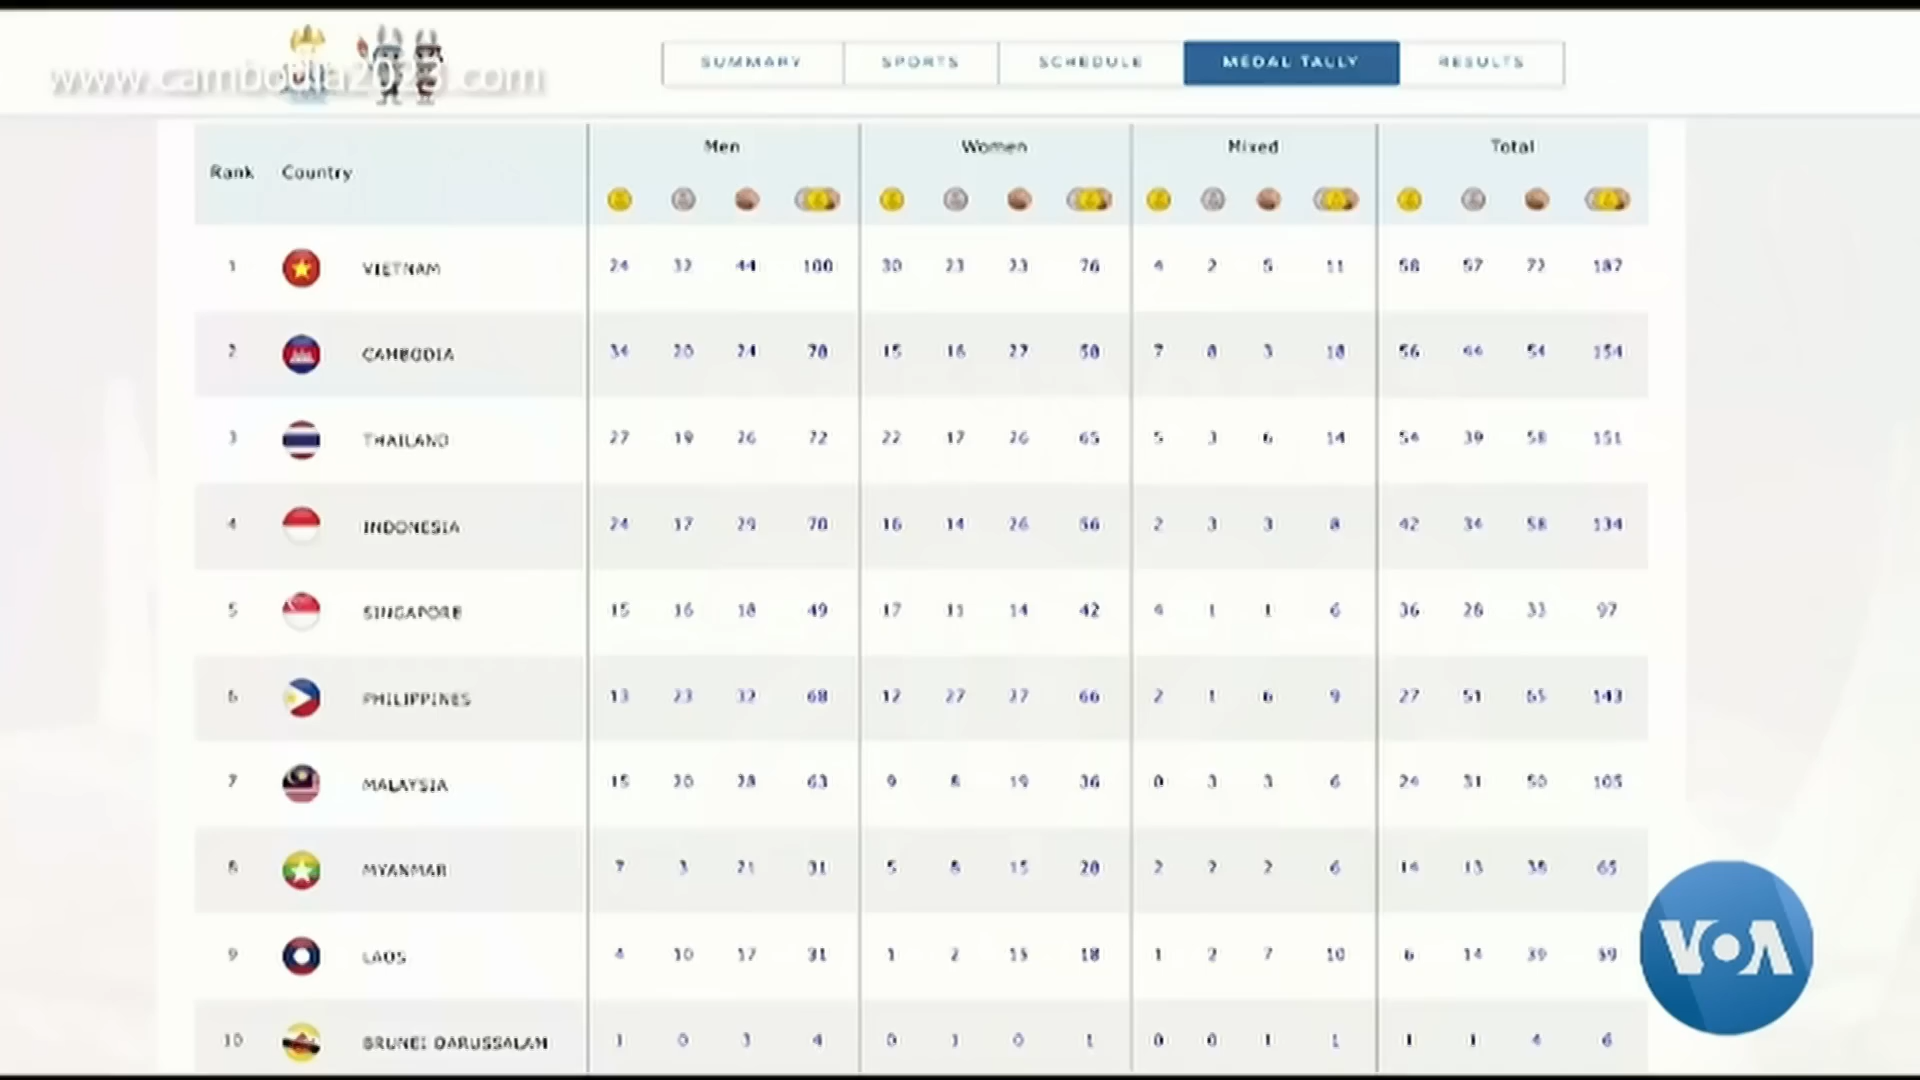 www.cambodia2023.com
SUMMARY SPORTS SCHEDULE MEDAL TALLY RESULTS
Men Women Mixed Total
Rank Country
1 VIETNAM 24 32 44 100 30 23 23 76 4 2 5 11 58 57 72 187
2 CAMBODIA 34 20 24 78 15 16 27 58 7 8 3 18 56 44 54 154
3 THAILAND 27 19 26 72 22 17 26 65 5 3 6 14 54 39 58 151
4 INDONESIA 24 17 29 70 16 14 26 56 2 3 3 8 42 34 58 134
5 SINGAPORE 15 16 18 49 17 11 14 42 4 1 1 6 36 28 33 97
6 PHILIPPINES 13 23 32 68 12 27 27 66 2 1 6 9 27 51 65 143
7 MALAYSIA 15 20 28 63 9 8 19 36 0 3 3 6 24 31 50 105
8 MYANMAR 7 3 21 31 5 8 15 28 2 2 2 6 14 13 38 65
9 LAOS 4 10 17 31 1 2 15 18 1 2 7 10 6 14 39 59
10 BRUNEI DARUSSALAM 1 0 3 4 0 1 0 1 0 0 1 1 1 1 4 6
VOA